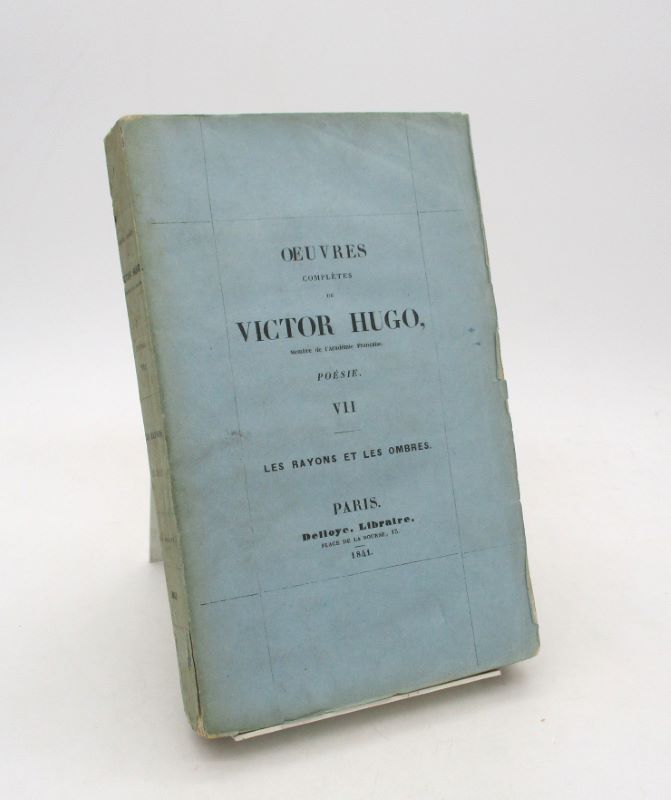 OEUVRES
COMPLÈTES
DE
VICTOR HUGO,
Membre de l'Académie Française.
POÉSIE.
VII
LES RAYONS ET LES OMBRES.
PARIS.
Delloye, Libraire,
PLACE DE LA BOURSE, 13.
1841.